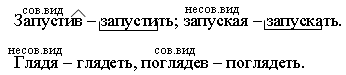 сов.вид несов.вид
Запустив – запустить; запуская – запускать.
несов.вид сов.вид
Глядя – глядеть, поглядев – поглядеть.